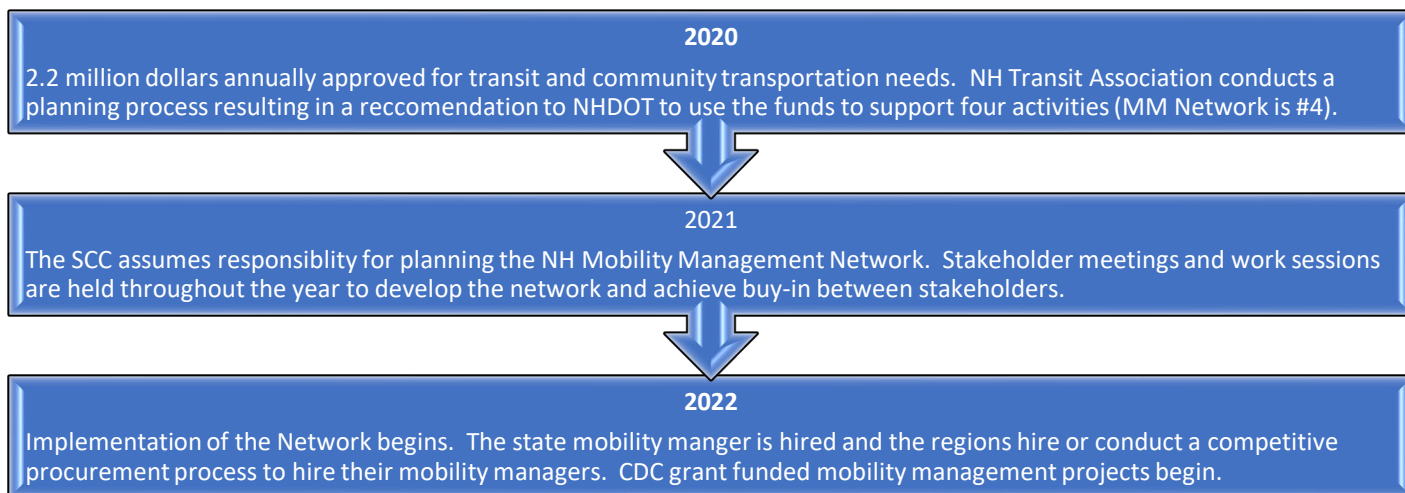 2020
2.2 million dollars annually approved for transit and community transportation needs.  NH Transit Association conducts a
planning process resulting in a reccomendation to NHDOT to use the funds to support four activities (MM Network is #4).
2021
The SCC assumes responsiblity for planning the NH Mobility Management Network.  Stakeholder meetings and work sessions
are held throughout the year to develop the network and achieve buy-in between stakeholders.
2022
Implementation of the Network begins.  The state mobility manger is hired and the regions hire or conduct a competitive
procurement process to hire their mobility managers.  CDC grant funded mobility management projects begin.